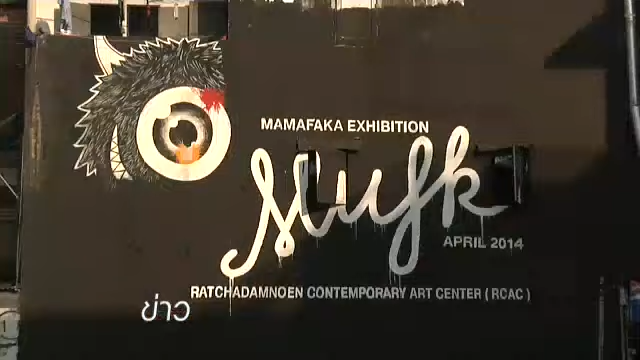 MAMAFAKA EXHIBITION
Mufk
APRIL 2014
RATCHADAMNOEN CONTEMPORARY ART CENTER ( RCAC )
ข่าว